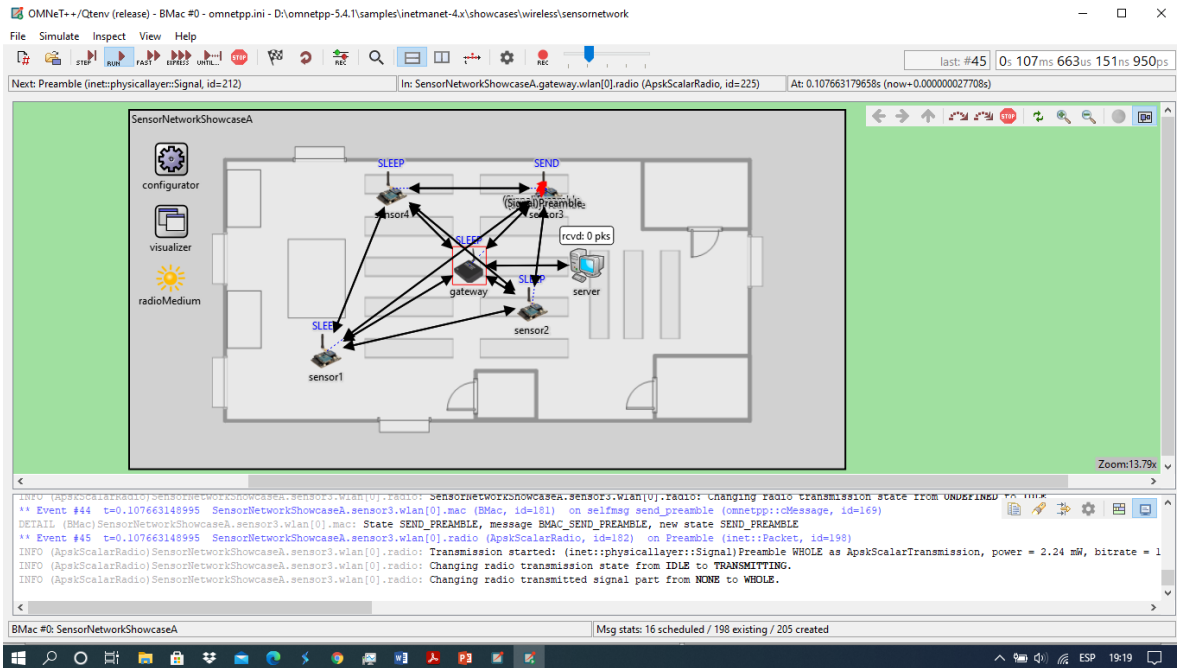 OMNeT++/Qtenv (release) - BMac #0 - omnetpp.ini - D:\omnetpp-5.4.1\samples\inetmanet-4.x\showcases\wireless\sensornetwork
File Simulate Inspect View Help
STEP RUN FAST EXPRESS UNTIL... STOP REC REC last: #45 0s 107ms 663us 151ns 950ps
Next: Preamble (inet::physicallayer::Signal, id=212) In: SensorNetworkShowcaseA.gateway.wlan[0].radio (ApskScalarRadio, id=225) At: 0.107663179658s (now+0.000000027708s)
SensorNetworkShowcaseA
STOP
SLEEP SEND
configurator
(Signal)Preamble
sensor4 sensor3
rcvd: 0 pks
SLEEP
visualizer
SLEEP
gateway server
radioMedium
SLEEP
sensor2
sensor1
Zoom:13.79x
INFO (ApskScalarRadio)SensorNetworkShowcaseA.sensor3.wlan[0].radio: SensorNetworkShowcaseA.sensor3.wlan[0].radio: Changing radio transmission state from UNDEFINED to IDLE
** Event #44 t=0.107663148995 SensorNetworkShowcaseA.sensor3.wlan[0].mac (BMac, id=181) on selfmsg send_preamble (omnetpp::cMessage, id=169)
DETAIL (BMac)SensorNetworkShowcaseA.sensor3.wlan[0].mac: State SEND_PREAMBLE, message BMAC_SEND_PREAMBLE, new state SEND_PREAMBLE
** Event #45 t=0.107663148995 SensorNetworkShowcaseA.sensor3.wlan[0].radio (ApskScalarRadio, id=182) on Preamble (inet::Packet, id=198)
INFO (ApskScalarRadio)SensorNetworkShowcaseA.sensor3.wlan[0].radio: Transmission started: (inet::physicallayer::Signal)Preamble WHOLE as ApskScalarTransmission, power = 2.24 mW, bitrate = 1
INFO (ApskScalarRadio)SensorNetworkShowcaseA.sensor3.wlan[0].radio: Changing radio transmission state from IDLE to TRANSMITTING.
INFO (ApskScalarRadio)SensorNetworkShowcaseA.sensor3.wlan[0].radio: Changing radio transmitted signal part from NONE to WHOLE.
BMac #0: SensorNetworkShowcaseA Msg stats: 16 scheduled / 198 existing / 205 created
ESP 19:19